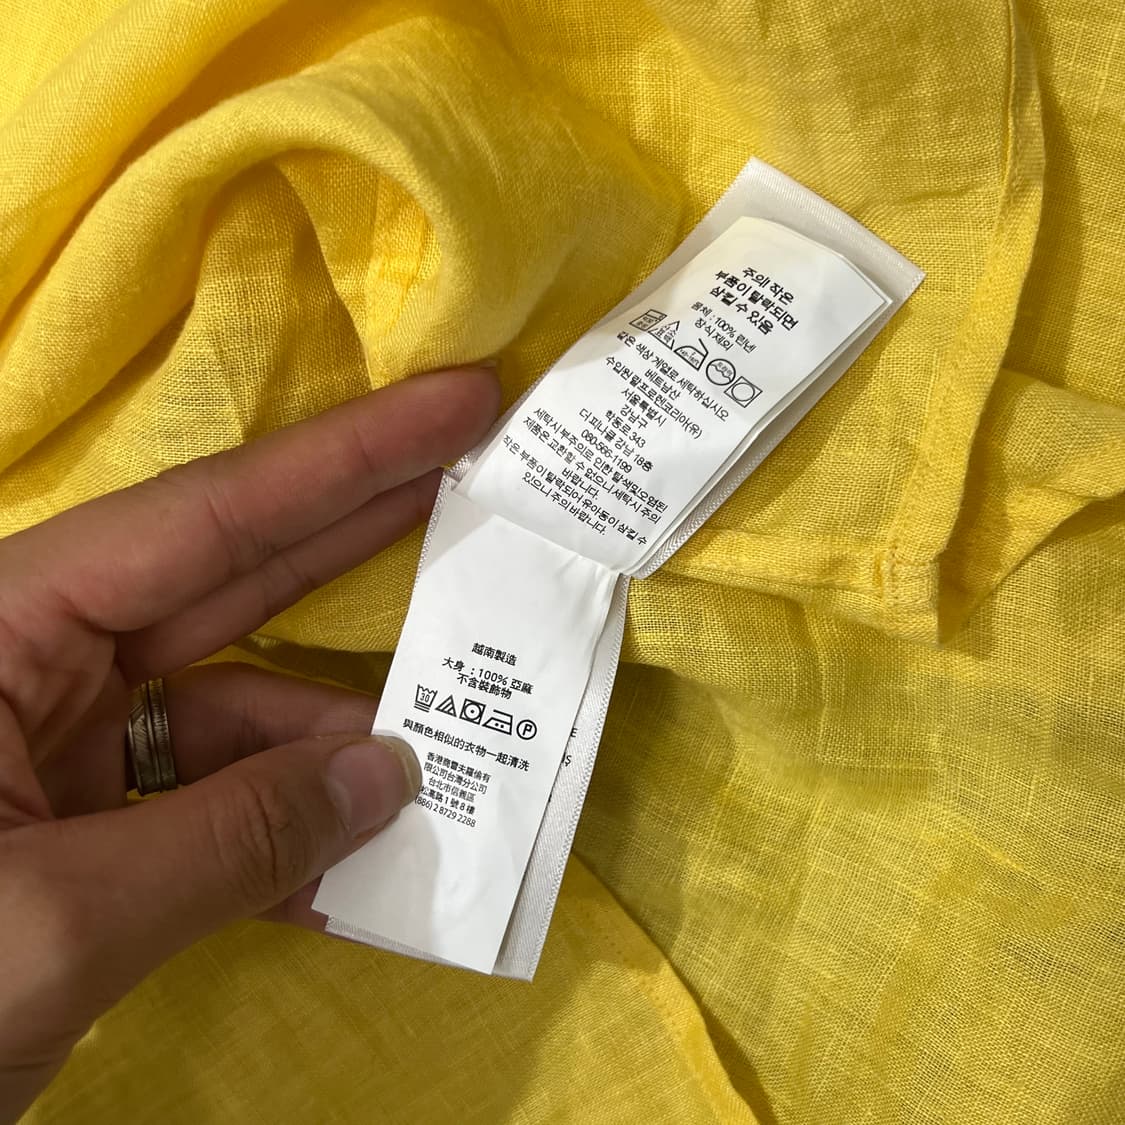 주의! 작은
부품이 탈락되면
삼킬 수 있음
몸체 : 100% 린넨
장식제외
같은 색상 계열로 세탁하십시오
베트남산
수입원 랄프로렌코리아(유)
서울특별시
강남구
학동로 343
더 피나클 강남 18층
080-566-1199
세탁시 부주의로 인한 탈색및오염된
제품은 교환할 수 없으니 세탁시 주의
바랍니다.
작은 부품이 탈락되어 유아동이 삼킬 수
있으니 주의 바랍니다.
越南製造
大身 : 100% 亞麻
不含裝飾物
30
P
與顏色相似的衣物一起清洗
香港商雷夫羅倫有
限公司台灣分公司
台北市信義區
松高路 1 號 8 樓
(886) 2 8729 2288